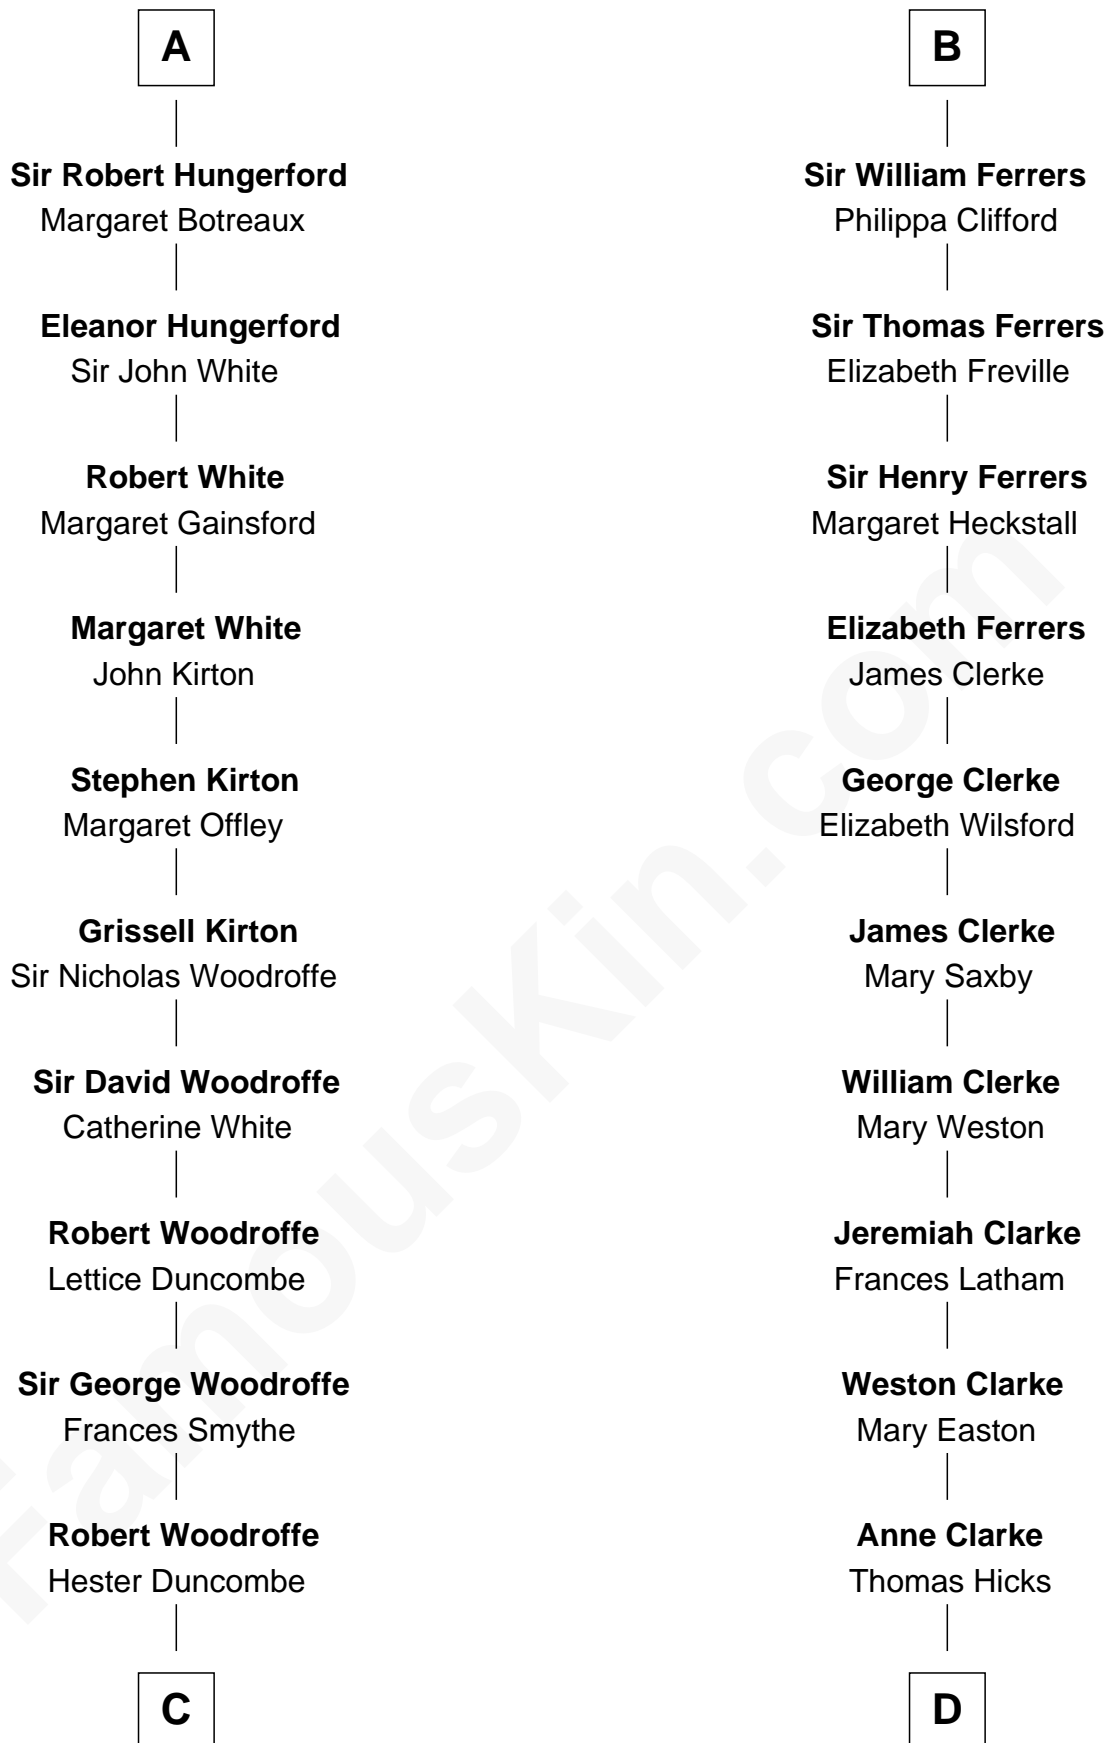 A
Sir Robert Hungerford
Margaret Botreaux
Eleanor Hungerford
Sir John White
Robert White
Margaret Gainsford
Margaret White
John Kirton
Stephen Kirton
Margaret Offley
Grissell Kirton
Sir Nicholas Woodroffe
Sir David Woodroffe
Catherine White
Robert Woodroffe
Lettice Duncombe
Sir George Woodroffe
Frances Smythe
Robert Woodroffe
Hester Duncombe
C
B
Sir William Ferrers
Philippa Clifford
Sir Thomas Ferrers
Elizabeth Freville
Sir Henry Ferrers
Margaret Heckstall
Elizabeth Ferrers
James Clerke
George Clerke
Elizabeth Wilsford
James Clerke
Mary Saxby
William Clerke
Mary Weston
Jeremiah Clarke
Frances Latham
Weston Clarke
Mary Easton
Anne Clarke
Thomas Hicks
D
FamousKin.com